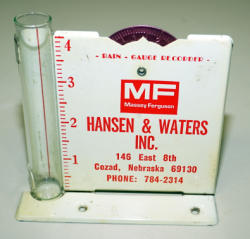 - RAIN - GAUGE RECORDER -
4
3
2
1
MF
Massey Ferguson
HANSEN & WATERS
INC.
146 East 8th
Cozad, Nebraska 69130
PHONE: 784-2314